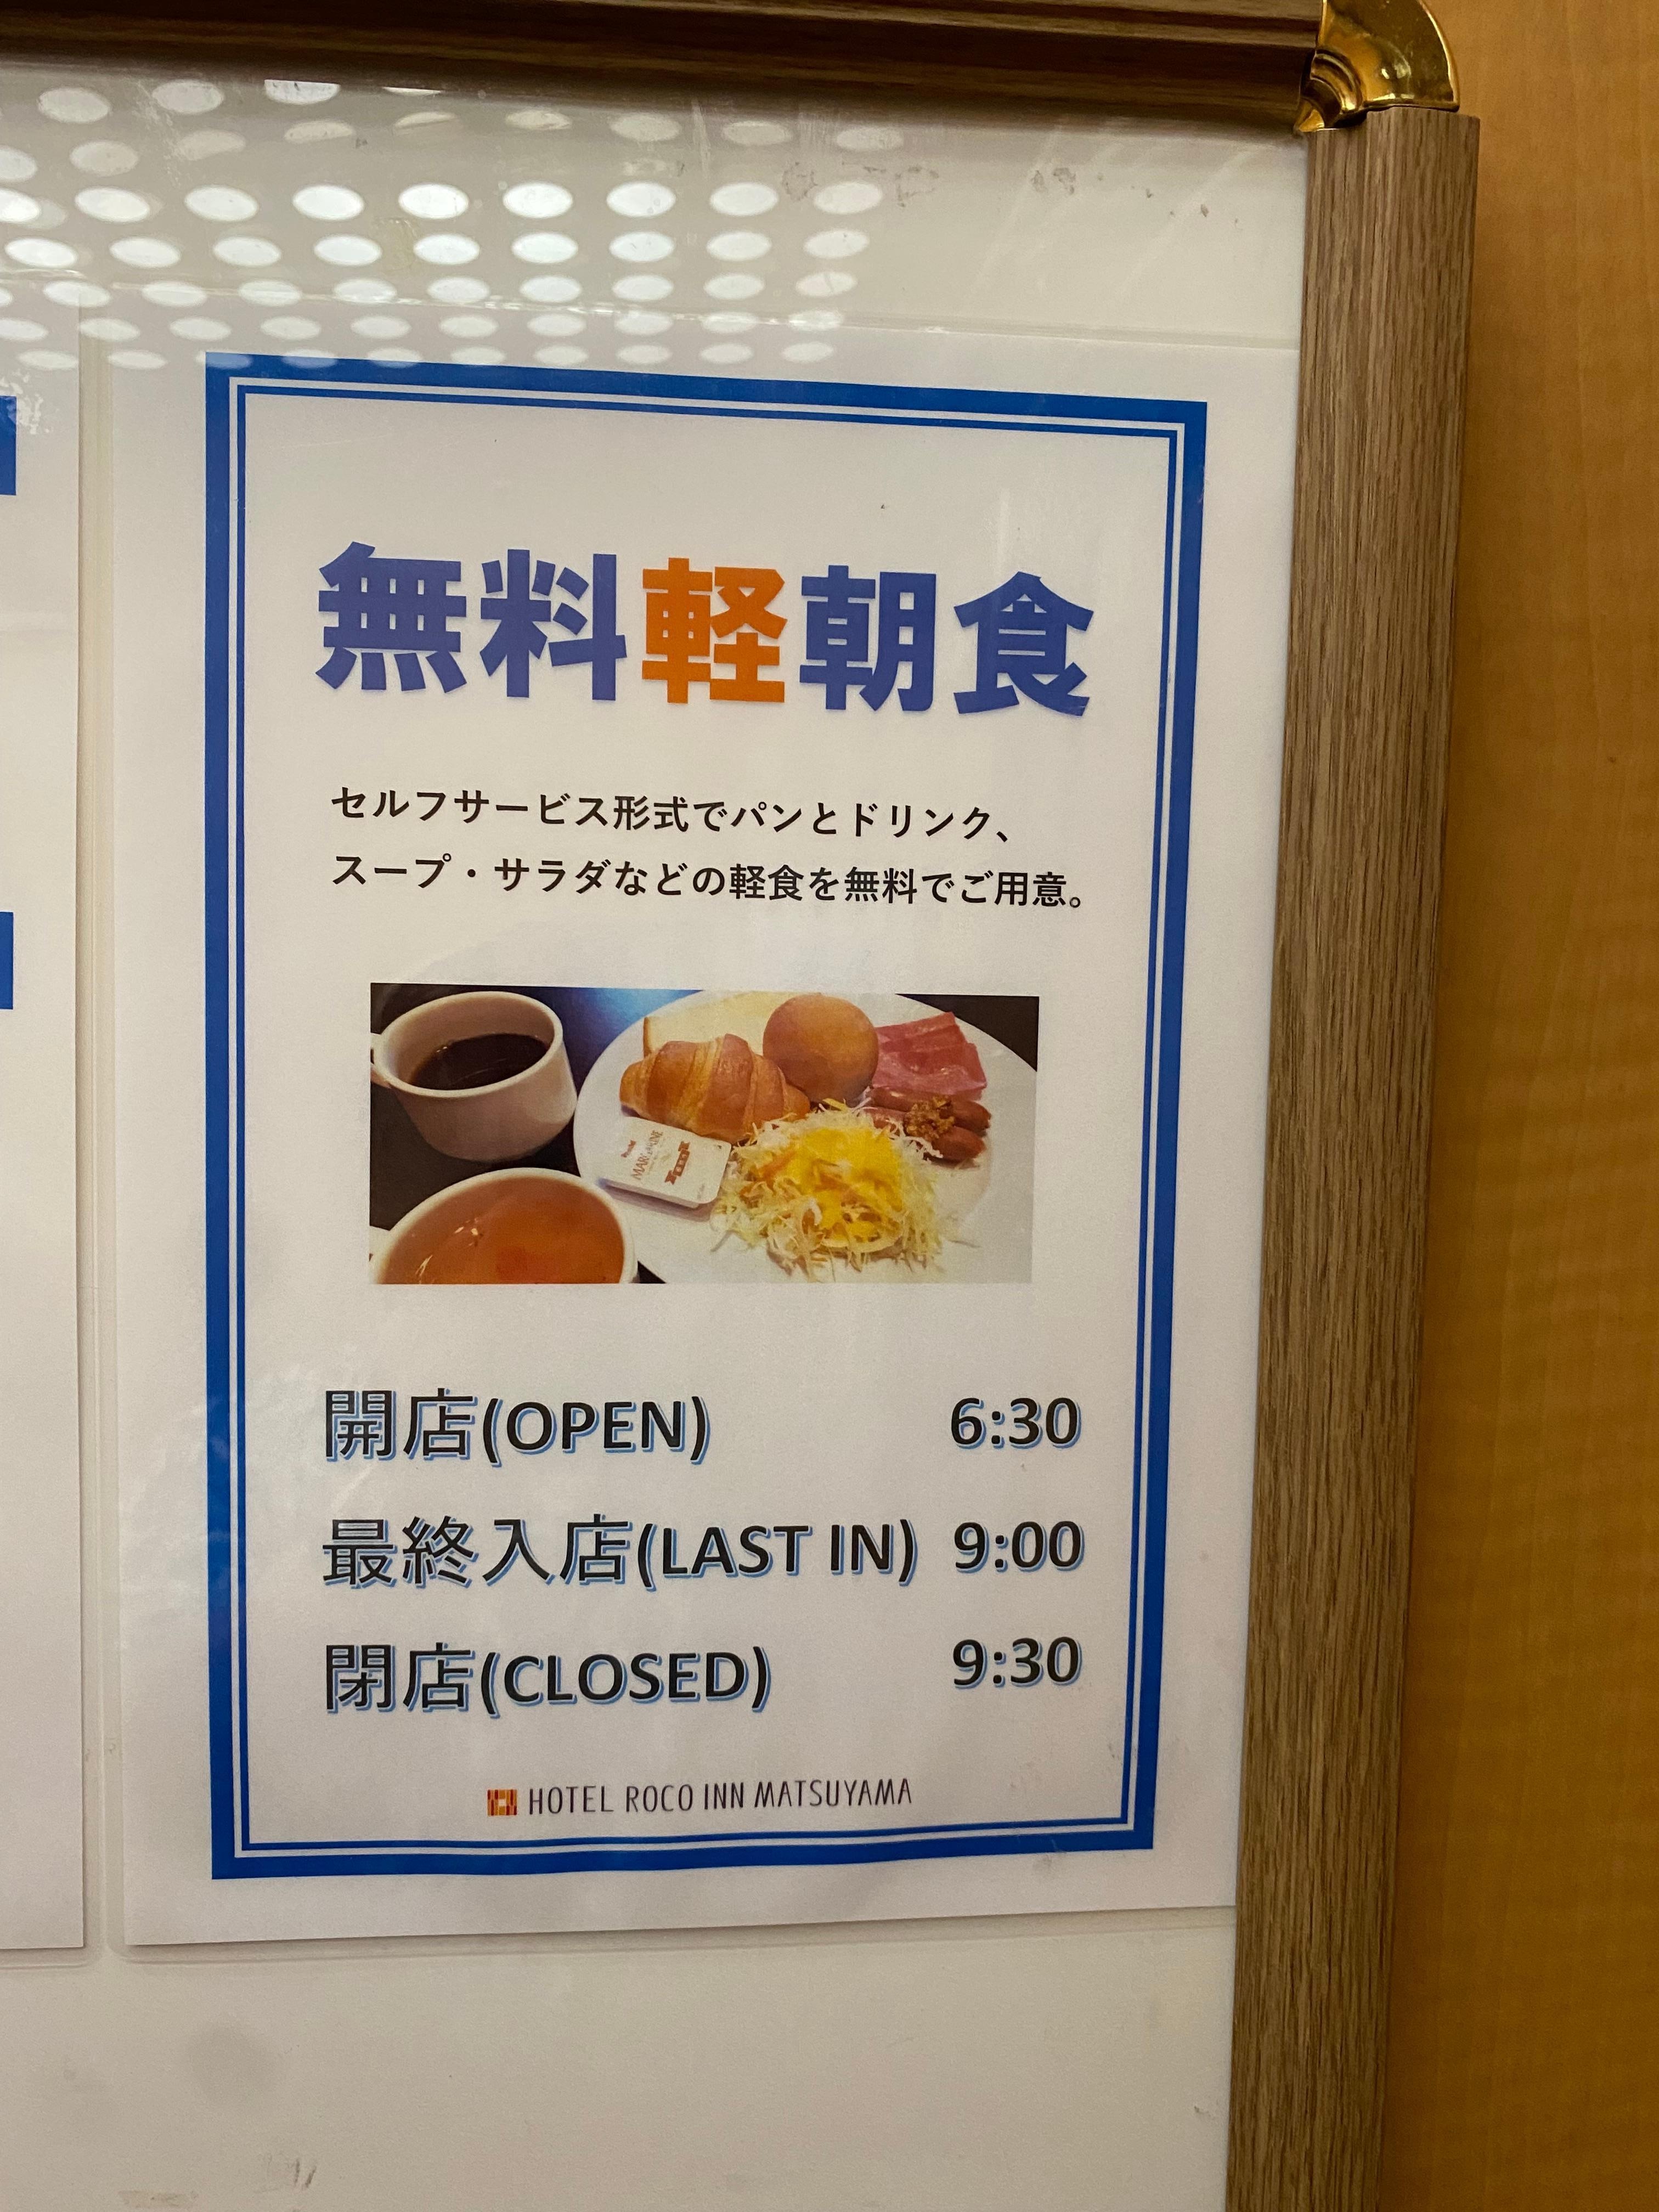 無料軽朝食
セルフサービス形式でパンとドリンク、
スープ・サラダなどの軽食を無料でご用意。
開店(OPEN) 6:30
最終入店(LAST IN) 9:00
閉店(CLOSED) 9:30
HOTEL ROCO INN MATSUYAMA